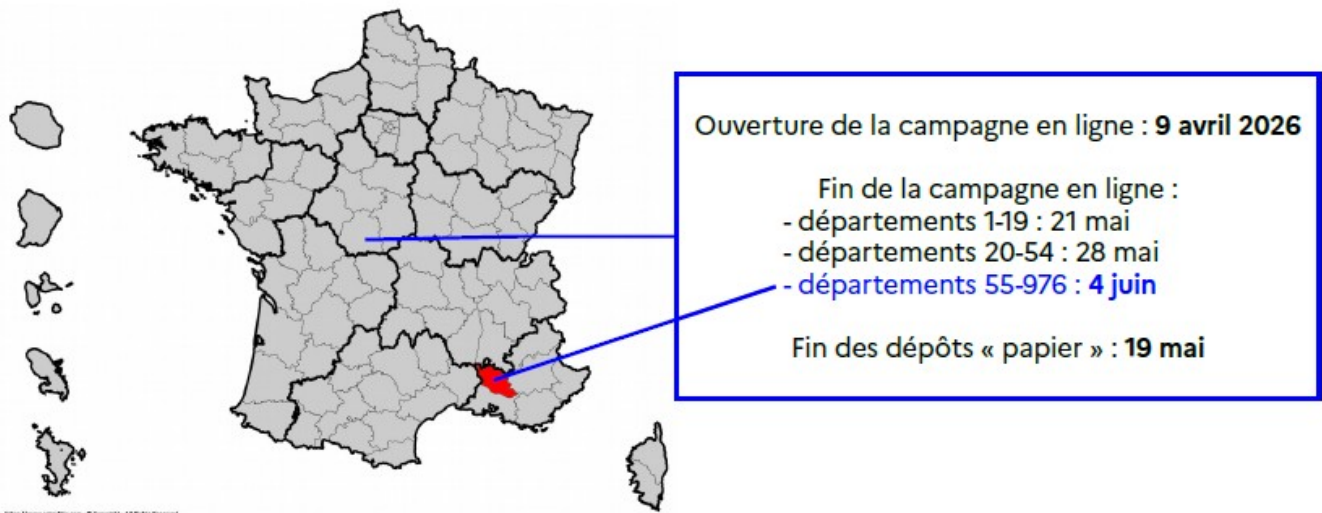 Ouverture de la campagne en ligne : 9 avril 2026
Fin de la campagne en ligne :
- départements 1-19 : 21 mai
- départements 20-54 : 28 mai
- départements 55-976 : 4 juin
Fin des dépôts « papier » : 19 mai